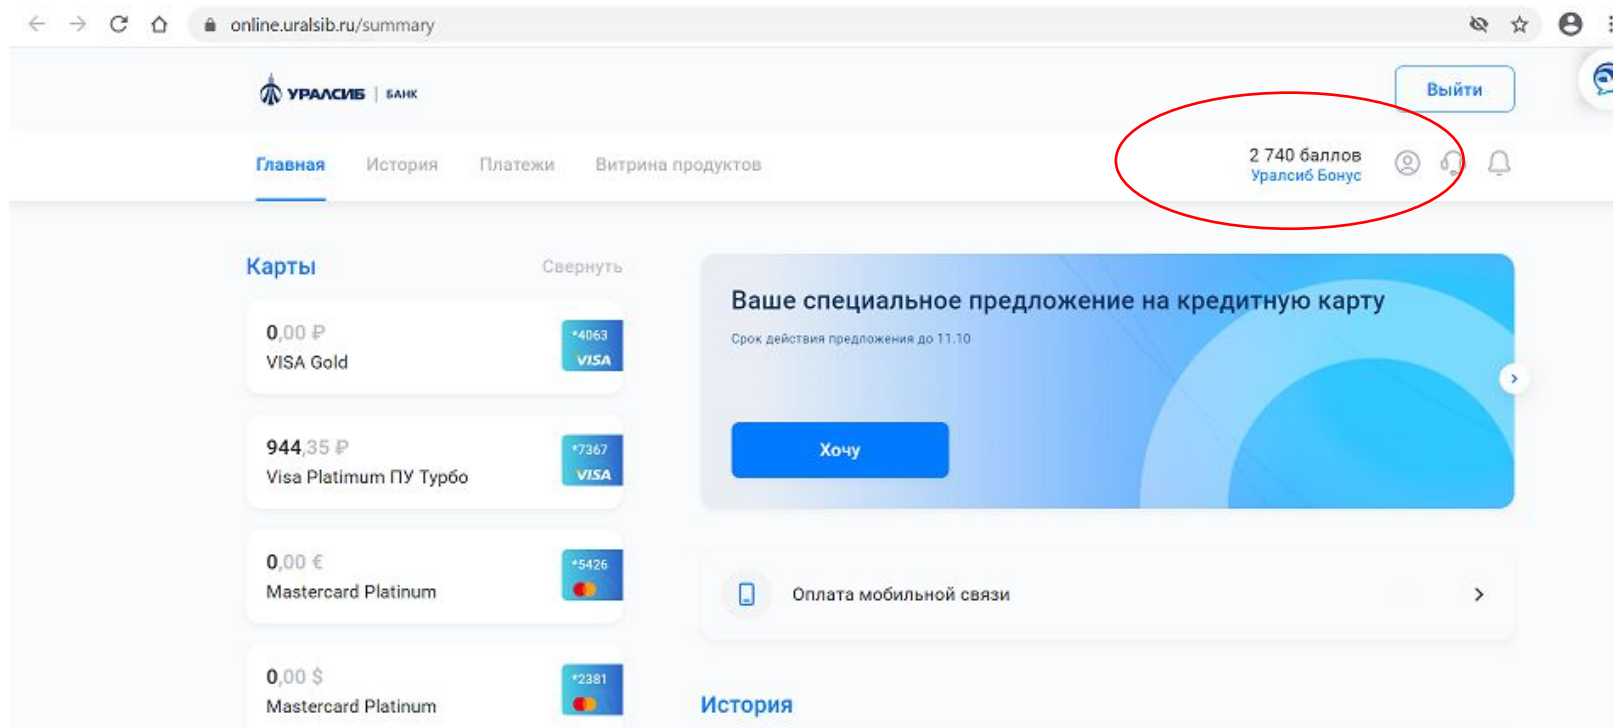 online.uralsib.ru/summary
УРАЛСИБ | БАНК
Выйти
Главная История Платежи Витрина продуктов
2 740 баллов
Уралсиб Бонус
Карты Свернуть
0,00 ₽
VISA Gold
*4063
VISA
944,35 ₽
Visa Platimum ПУ Турбо
*7367
VISA
0,00 €
Mastercard Platinum
*5426
0,00 $
Mastercard Platinum
*2381
Ваше специальное предложение на кредитную карту
Срок действия предложения до 11.10
Хочу
Оплата мобильной связи
История